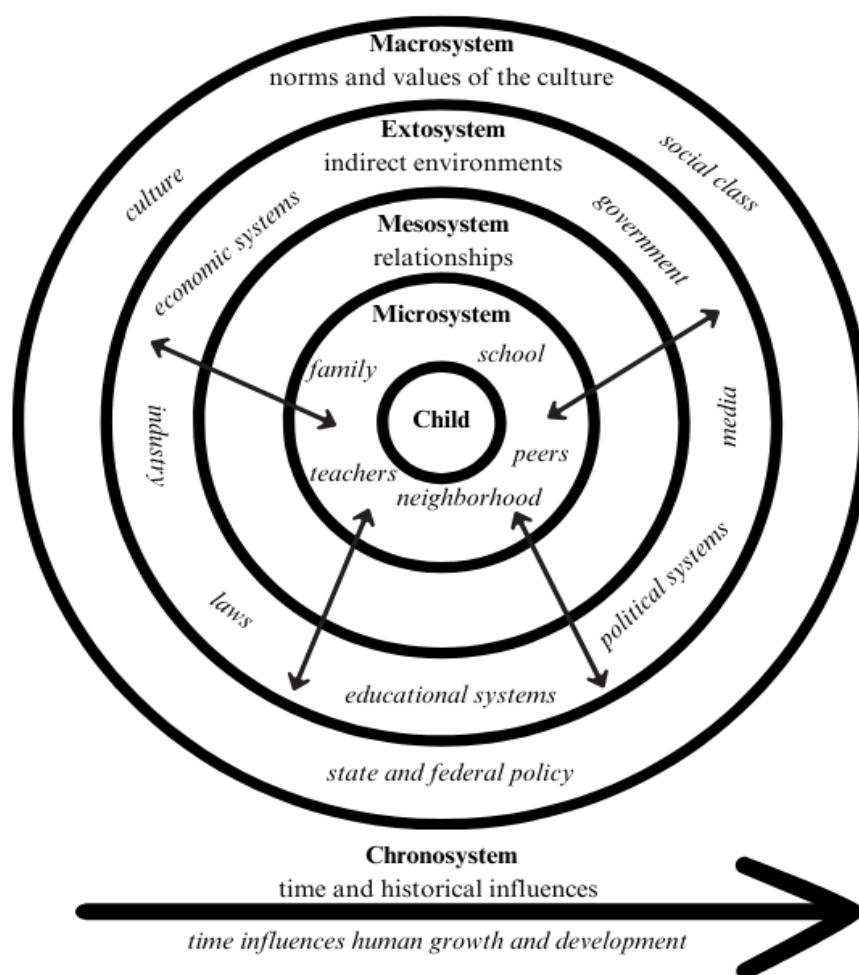 Macrosystem
norms and values of the culture
Extosystem
indirect environments
culture
social class
economic systems
government
Mesosystem
relationships
Microsystem
family
school
Child
industry
media
teachers
peers
neighborhood
laws
political systems
educational systems
state and federal policy
Chronosystem
time and historical influences
time influences human growth and development